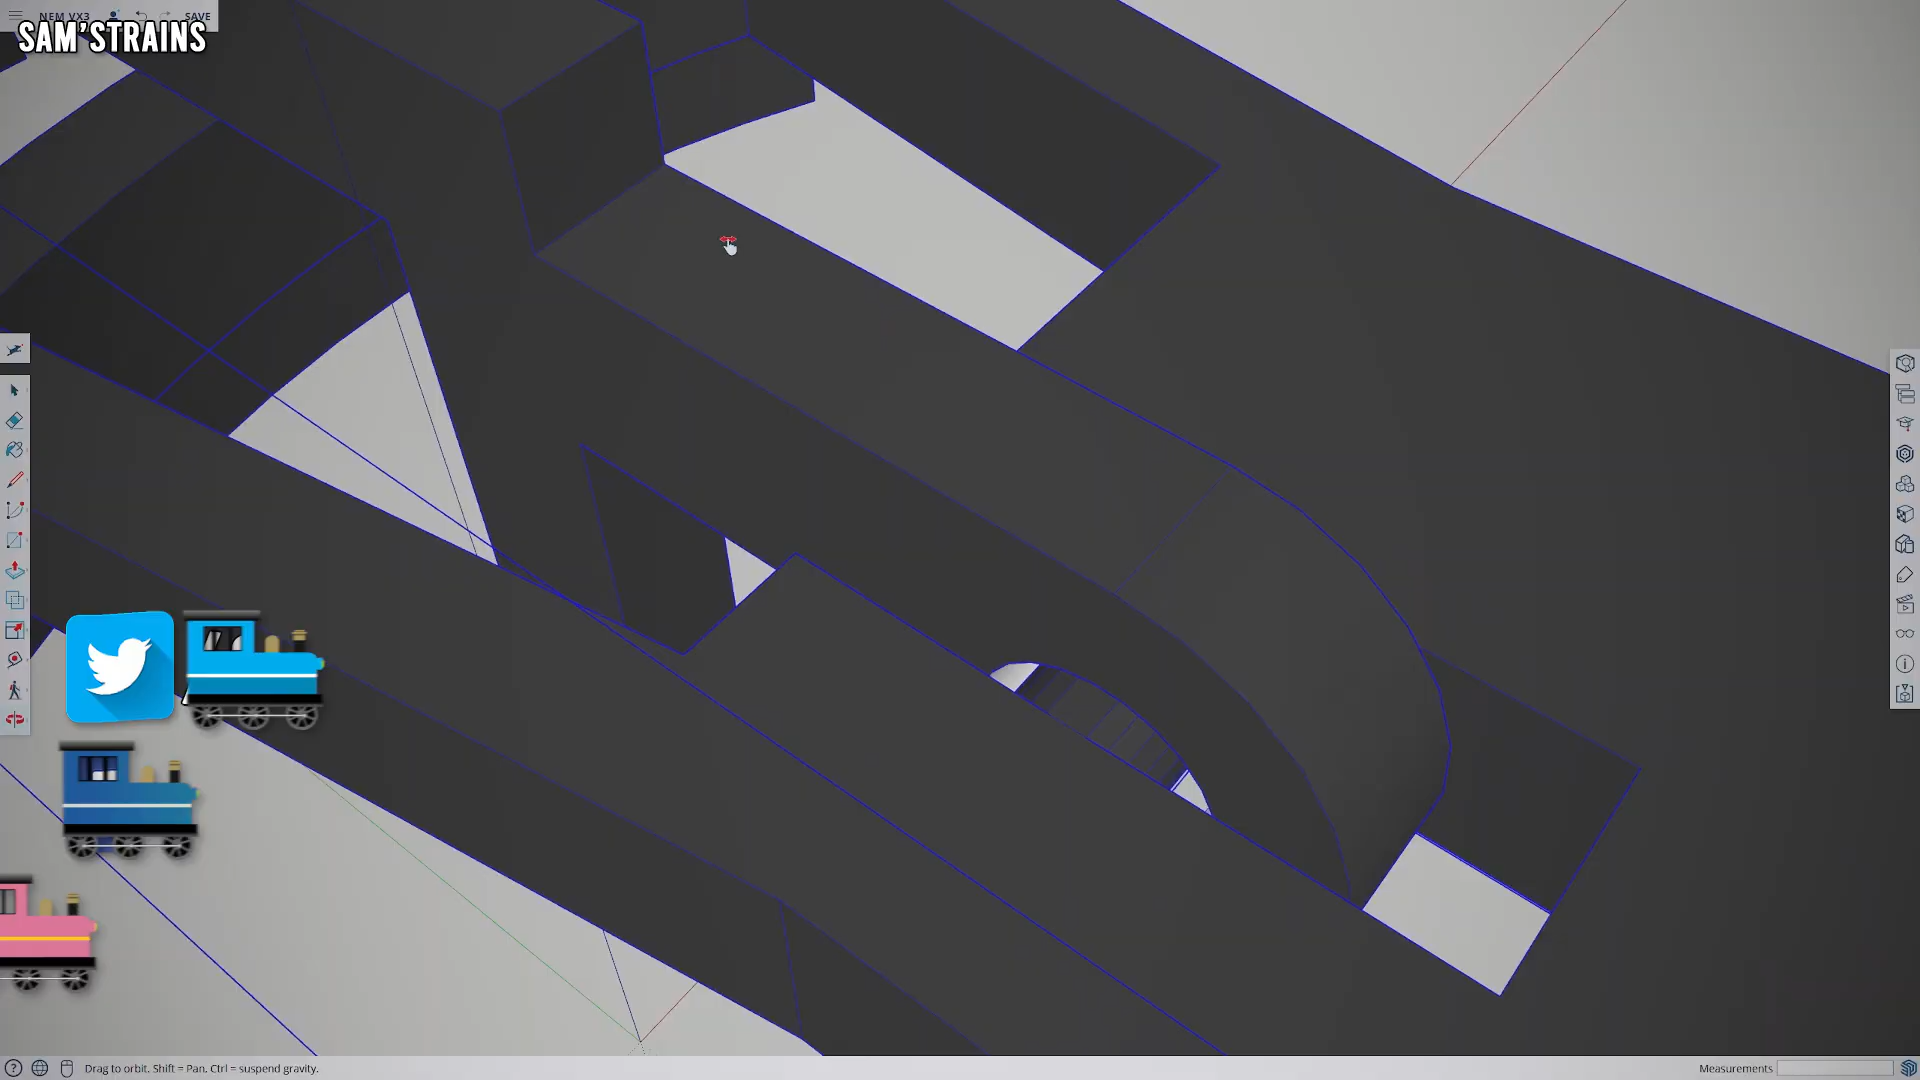 NEM VX3 SAVE
SAM'STRAINS
Drag to orbit. Shift = Pan, Ctrl = suspend gravity.
Measurements